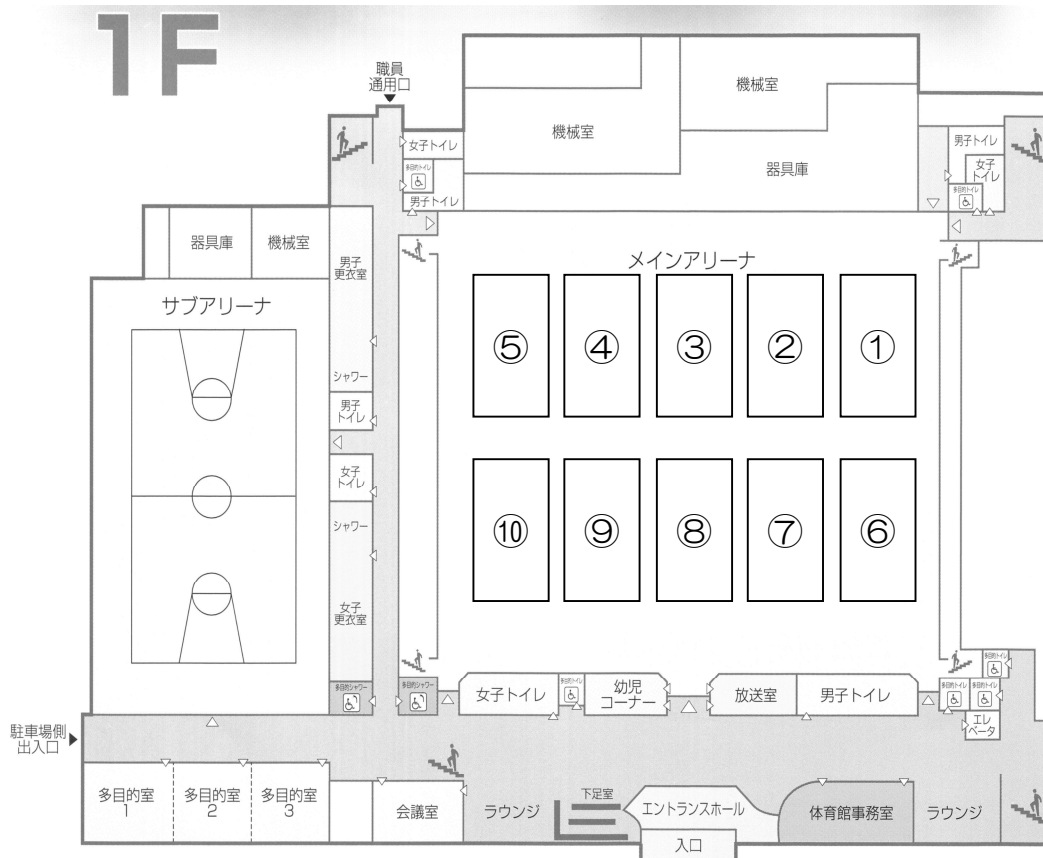 1F
職員
通用口
機械室
機械室
器具庫
女子トイレ
多目的トイレ
男子トイレ
男子トイレ
女子
トイレ
多目的トイレ
器具庫
機械室
男子
更衣室
シャワー
男子
トイレ
女子
トイレ
シャワー
女子
更衣室
多目的シャワー
多目的シャワー
サブアリーナ
メインアリーナ
⑤
④
③
②
①
⑩
⑨
⑧
⑦
⑥
女子トイレ
多目的トイレ
幼児
コーナー
放送室
男子トイレ
多目的トイレ
多目的トイレ
多目的トイレ
エレ
ベータ
駐車場側
出入口
多目的室
1
多目的室
2
多目的室
3
会議室
ラウンジ
下足室
エントランスホール
入口
体育館事務室
ラウンジ